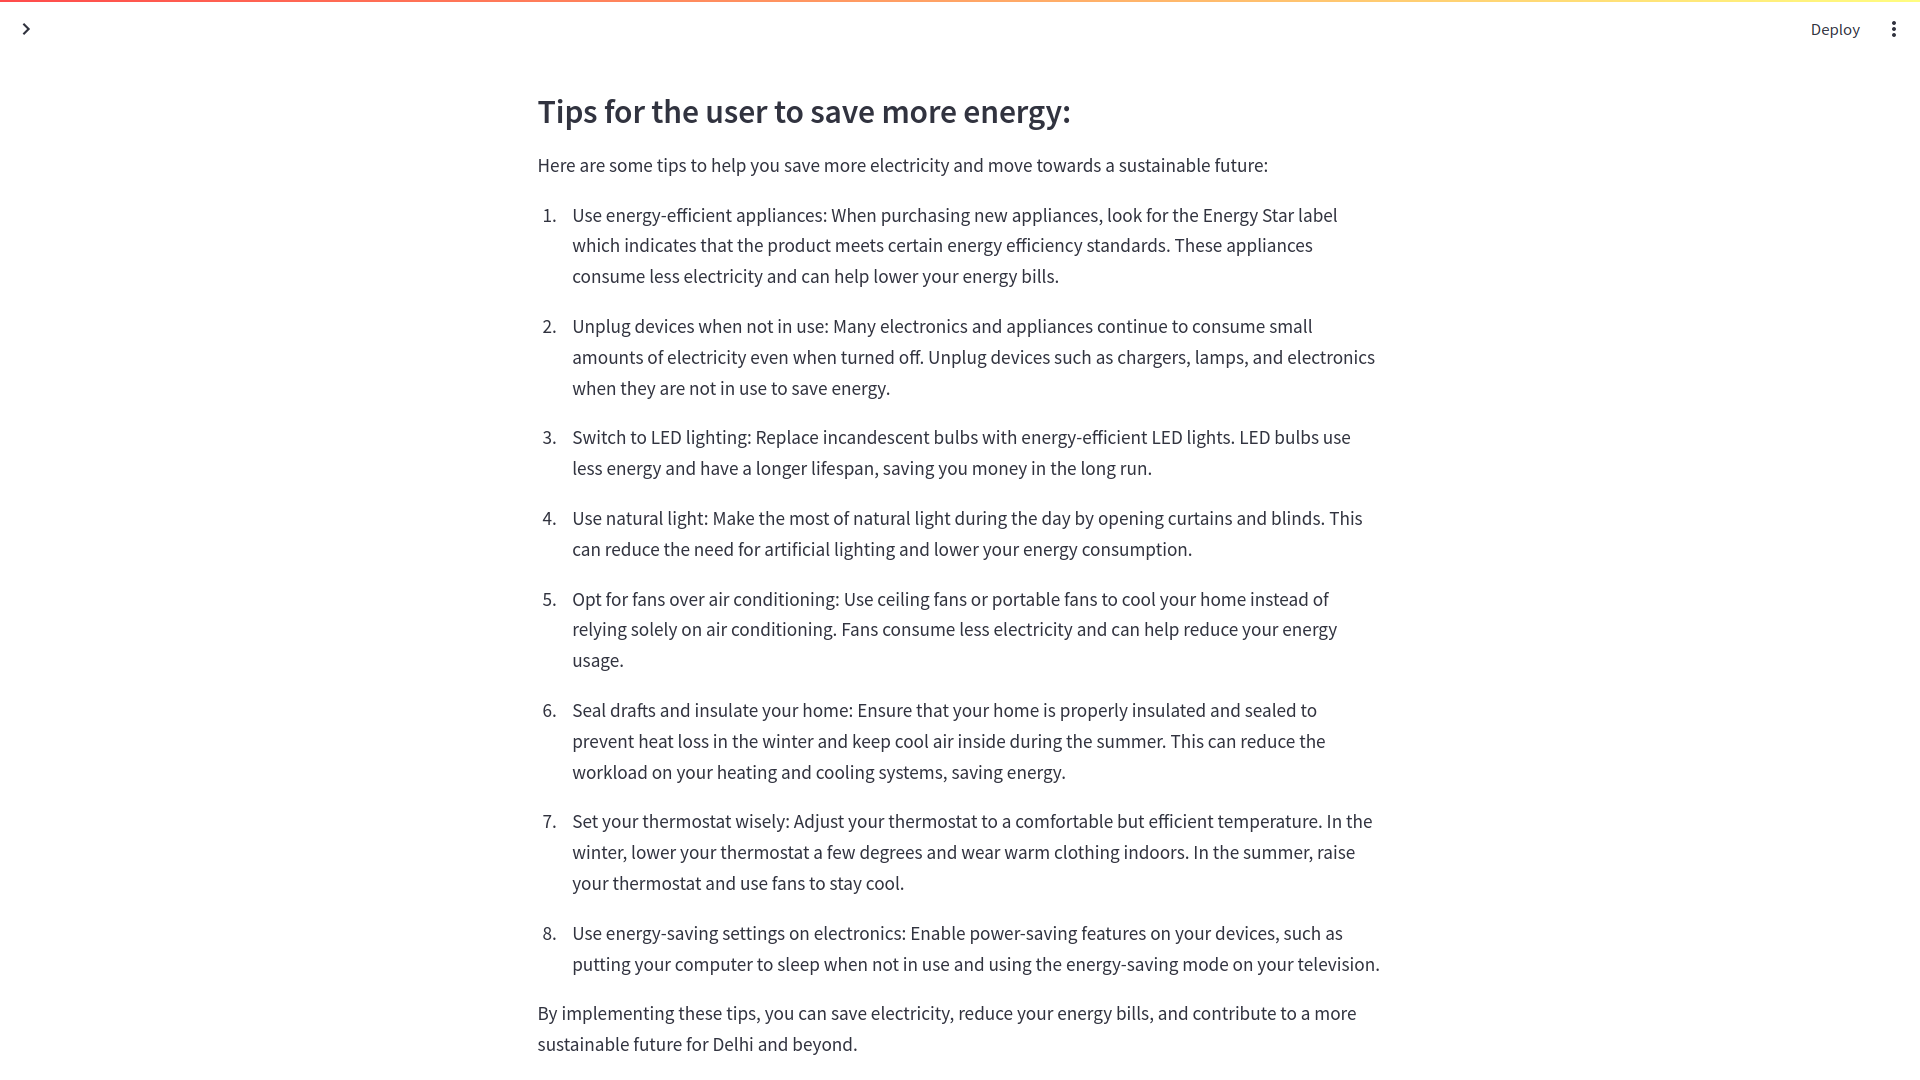 Deploy
Tips for the user to save more energy:
Here are some tips to help you save more electricity and move towards a sustainable future:
1. Use energy-efficient appliances: When purchasing new appliances, look for the Energy Star label
which indicates that the product meets certain energy efficiency standards. These appliances
consume less electricity and can help lower your energy bills.
2. Unplug devices when not in use: Many electronics and appliances continue to consume small
amounts of electricity even when turned off. Unplug devices such as chargers, lamps, and electronics
when they are not in use to save energy.
3. Switch to LED lighting: Replace incandescent bulbs with energy-efficient LED lights. LED bulbs use
less energy and have a longer lifespan, saving you money in the long run.
4. Use natural light: Make the most of natural light during the day by opening curtains and blinds. This
can reduce the need for artificial lighting and lower your energy consumption.
5. Opt for fans over air conditioning: Use ceiling fans or portable fans to cool your home instead of
relying solely on air conditioning. Fans consume less electricity and can help reduce your energy
usage.
6. Seal drafts and insulate your home: Ensure that your home is properly insulated and sealed to
prevent heat loss in the winter and keep cool air inside during the summer. This can reduce the
workload on your heating and cooling systems, saving energy.
7. Set your thermostat wisely: Adjust your thermostat to a comfortable but efficient temperature. In the
winter, lower your thermostat a few degrees and wear warm clothing indoors. In the summer, raise
your thermostat and use fans to stay cool.
8. Use energy-saving settings on electronics: Enable power-saving features on your devices, such as
putting your computer to sleep when not in use and using the energy-saving mode on your television.
By implementing these tips, you can save electricity, reduce your energy bills, and contribute to a more
sustainable future for Delhi and beyond.